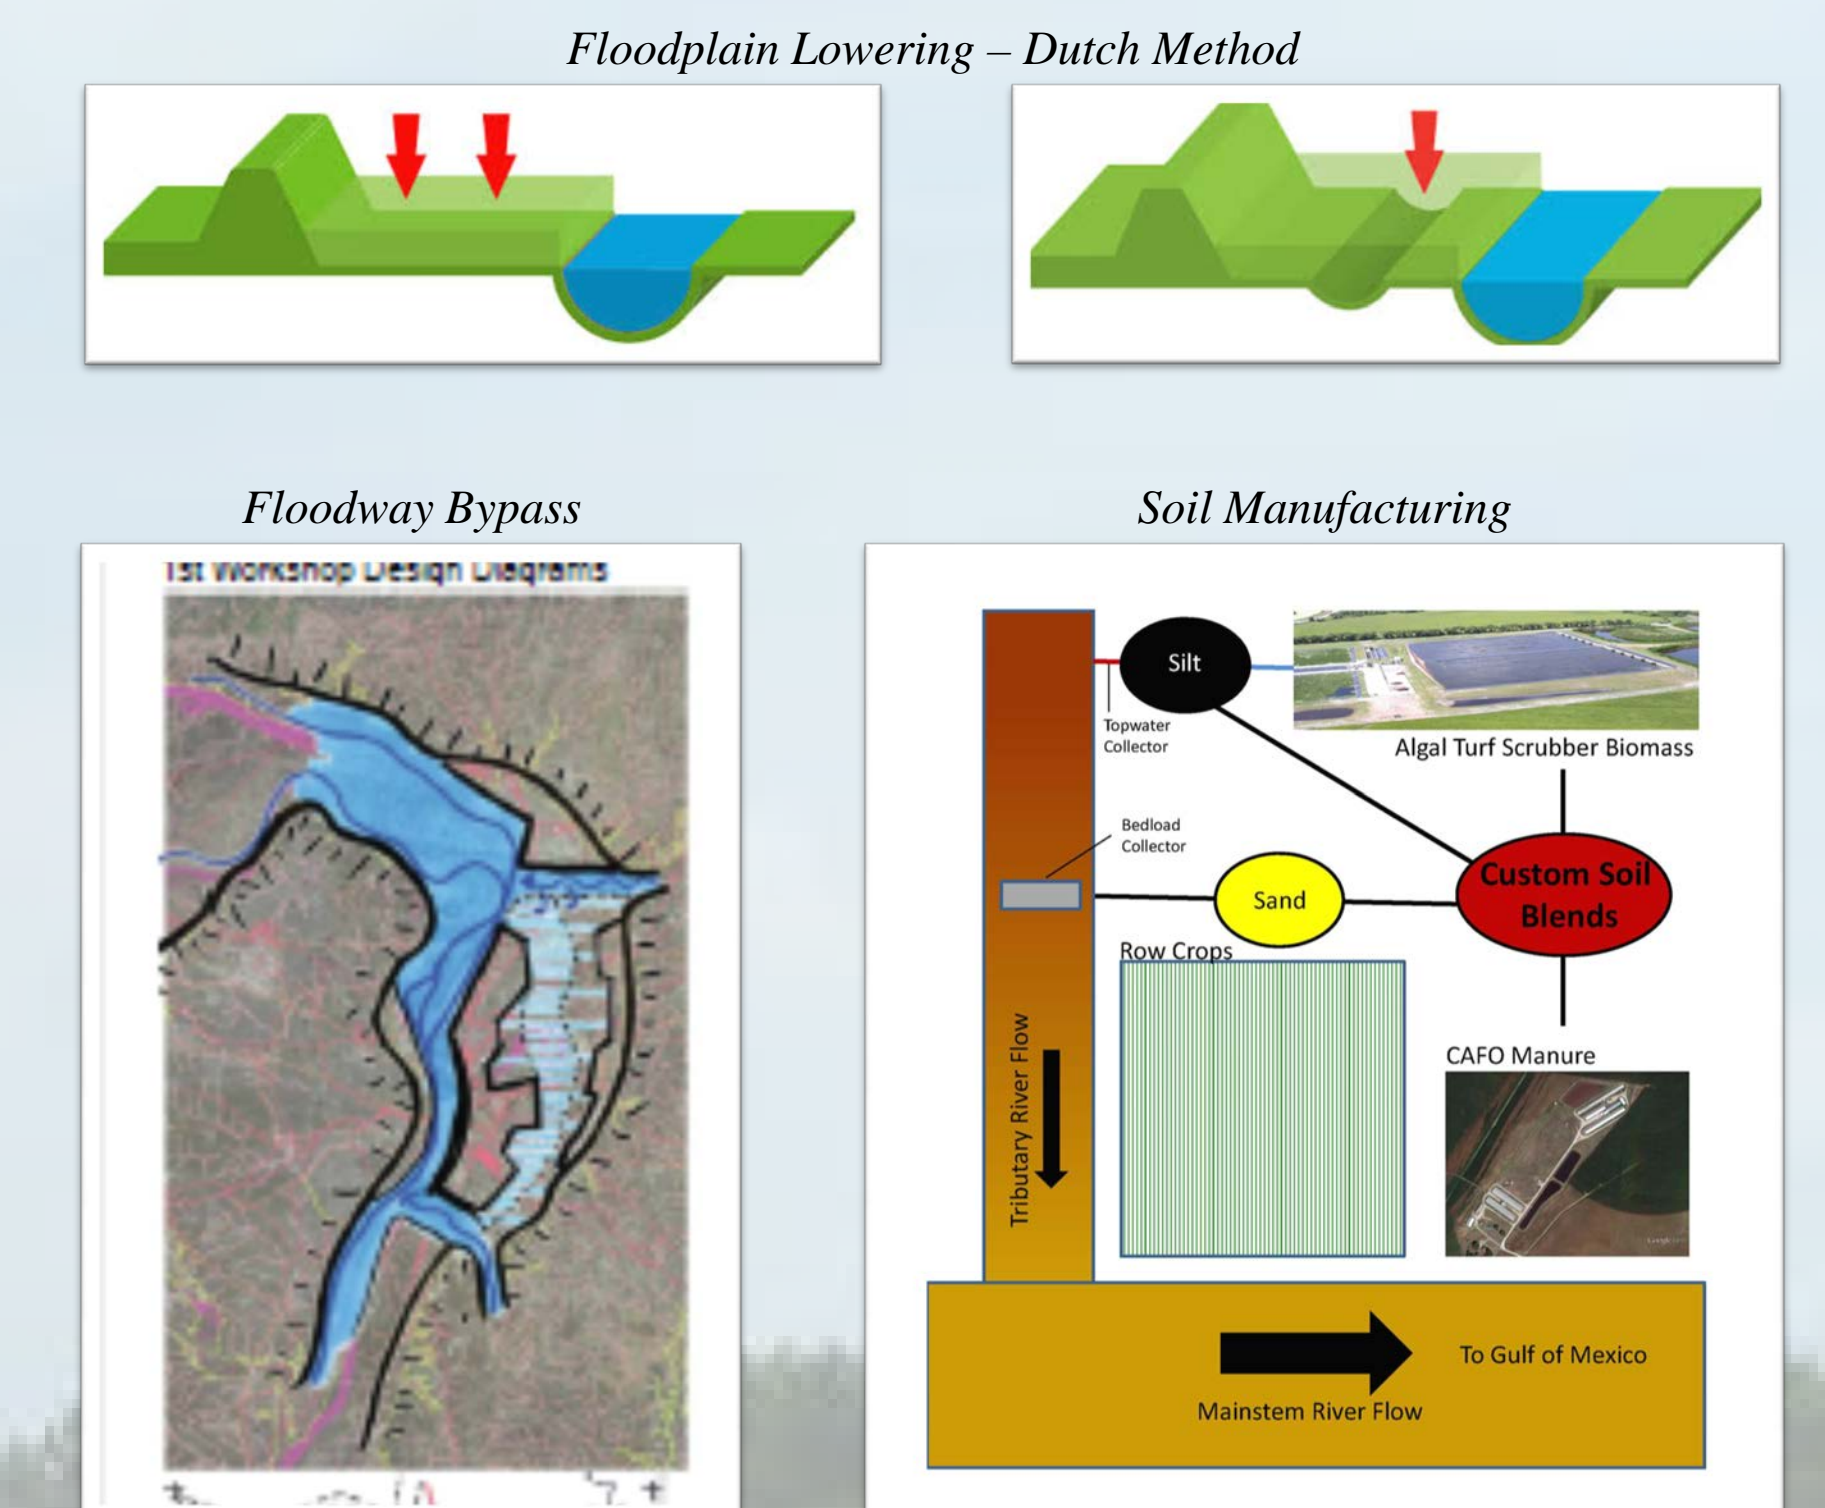 Floodplain Lowering – Dutch Method
Floodway Bypass
1st Workshop Design Diagrams
Soil Manufacturing
Silt
Topwater
Collector
Algal Turf Scrubber Biomass
Bedload
Collector
Sand
Custom Soil
Blends
Row Crops
Tributary River Flow
CAFO Manure
Google
To Gulf of Mexico
Mainstem River Flow